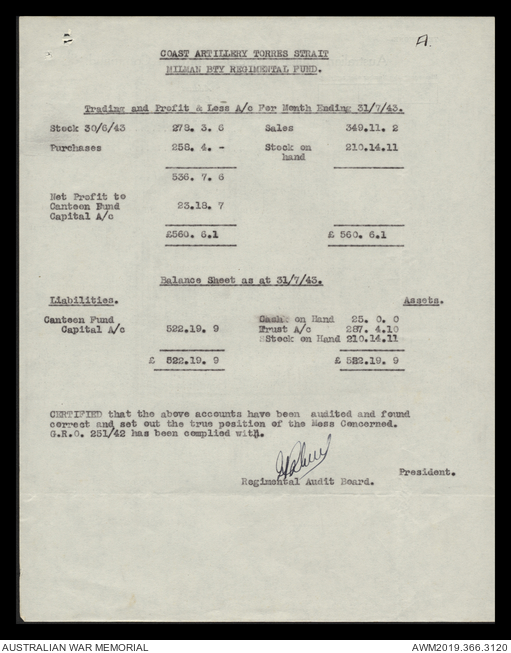 COAST ARTILLERY TORRES STRAIT
MILMAN BTY REGIMENTAL FUND.
Trading and Profit & Loss A/c For Month Ending 31/7/43.
Stock 30/6/43 278. 3. 6 Sales 349.11. 2
Purchases 258. 4. - Stock on hand 210.14.11
536. 7. 6
Net Profit to
Canteen Fund 23.18. 7
Capital A/c
£560. 6.1 £ 560. 6.1
Balance Sheet as at 31/7/43.
Liabilities. Assets.
Canteen Fund Cash on Hand 25. 0. 0
Capital A/c 522.19. 9 Trust A/c 287. 4.10
Stock on Hand 210.14.11
£ 522.19. 9 £ 522.19. 9
CERTIFIED that the above accounts have been audited and found
correct and set out the true position of the Mess Concerned.
G.R.O. 251/42 has been complied with.
President.
Regimental Audit Board.
AUSTRALIAN WAR MEMORIAL AWM2019.366.3120